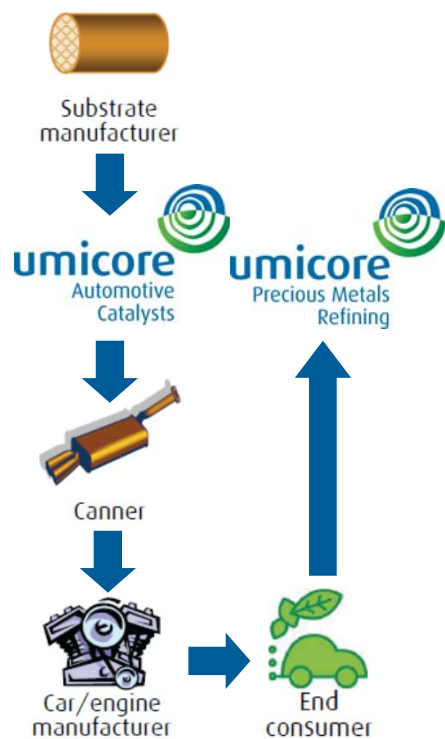 Substrate
manufacturer
umicore
Automotive
Catalysts
umicore
Precious Metals
Refining
Canner
Car/engine
manufacturer
End
consumer